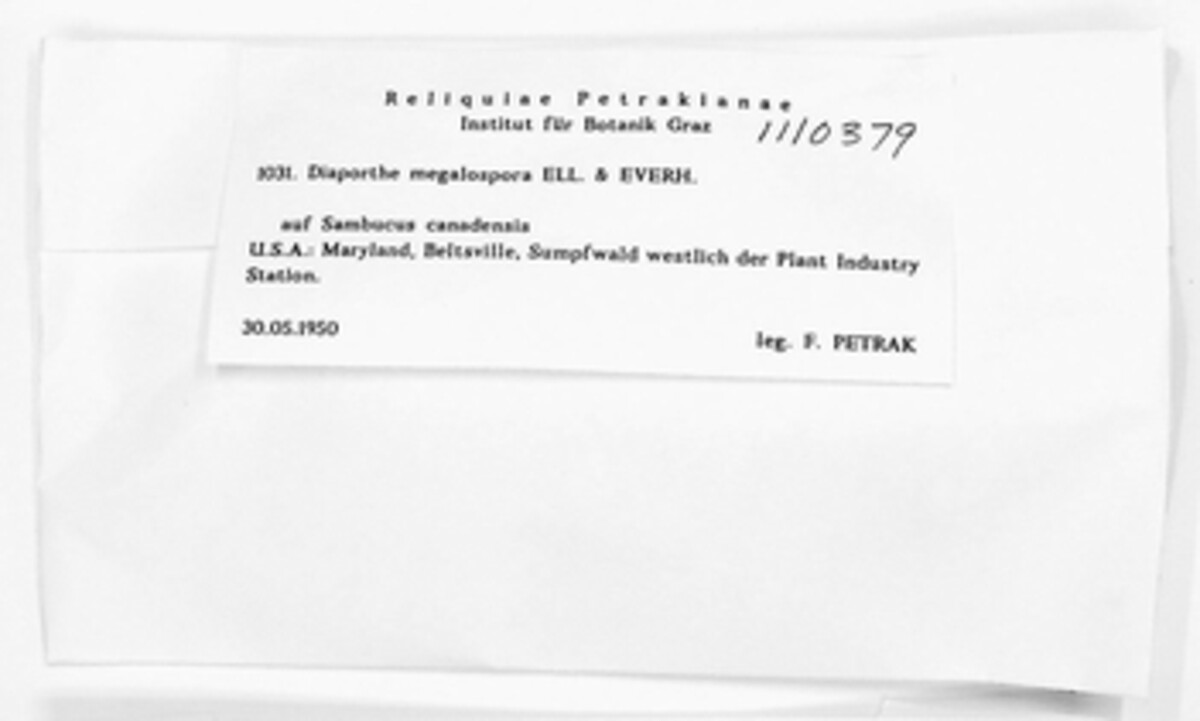 Reliquiae Petrakianae
Institut für Botanik Graz
1110379
1031. Diaporthe megalospora ELL. & EVERH.
auf Sambucus canadensis
U.S.A.: Maryland, Beltsville, Sumpfwald westlich der Plant Industry
Station.
30.05.1950
leg. F. PETRAK